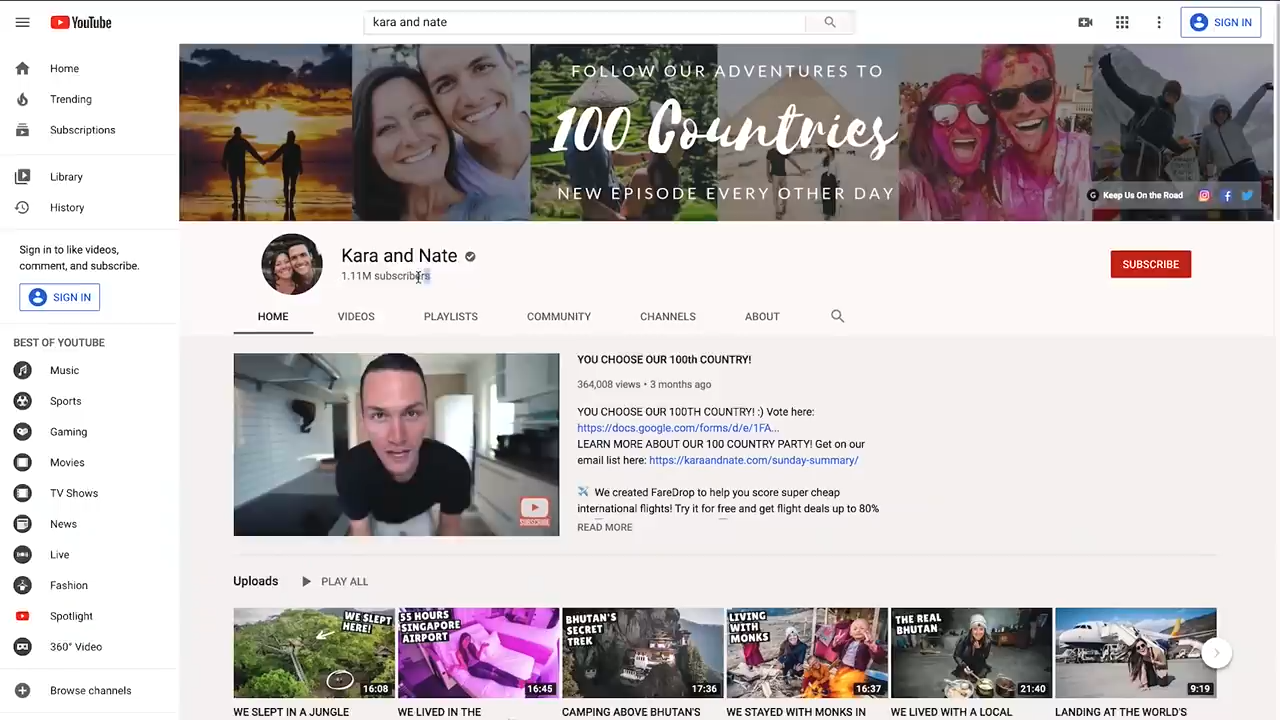 YouTube
kara and nate
SIGN IN
Home
Trending
Subscriptions
Library
History
Sign in to like videos,
comment, and subscribe.
SIGN IN
BEST OF YOUTUBE
Music
Sports
Gaming
Movies
TV Shows
News
Live
Fashion
Spotlight
360° Video
Browse channels
FOLLOW OUR ADVENTURES TO
100 Countries
NEW EPISODE EVERY OTHER DAY
G Keep Us On the Road
Kara and Nate
1.11M subscribers
SUBSCRIBE
HOME VIDEOS PLAYLISTS COMMUNITY CHANNELS ABOUT
SUBSCRIBE
YOU CHOOSE OUR 100th COUNTRY!
364,008 views • 3 months ago
YOU CHOOSE OUR 100TH COUNTRY! :) Vote here:
https://docs.google.com/forms/d/e/1FA...
LEARN MORE ABOUT OUR 100 COUNTRY PARTY! Get on our
email list here: https://karaandnate.com/sunday-summary/
✈️ We created FareDrop to help you score super cheap
international flights! Try it for free and get flight deals up to 80%
READ MORE
Uploads PLAY ALL
WE SLEPT
HERE!
16:08
WE SLEPT IN A JUNGLE
55 HOURS
SINGAPORE
AIRPORT
16:45
WE LIVED IN THE
BHUTAN'S
SECRET
TREK
17:36
CAMPING ABOVE BHUTAN'S
LIVING
WITH
MONKS
16:37
WE STAYED WITH MONKS IN
THE REAL
BHUTAN
21:40
WE LIVED WITH A LOCAL
9:19
LANDING AT THE WORLD'S